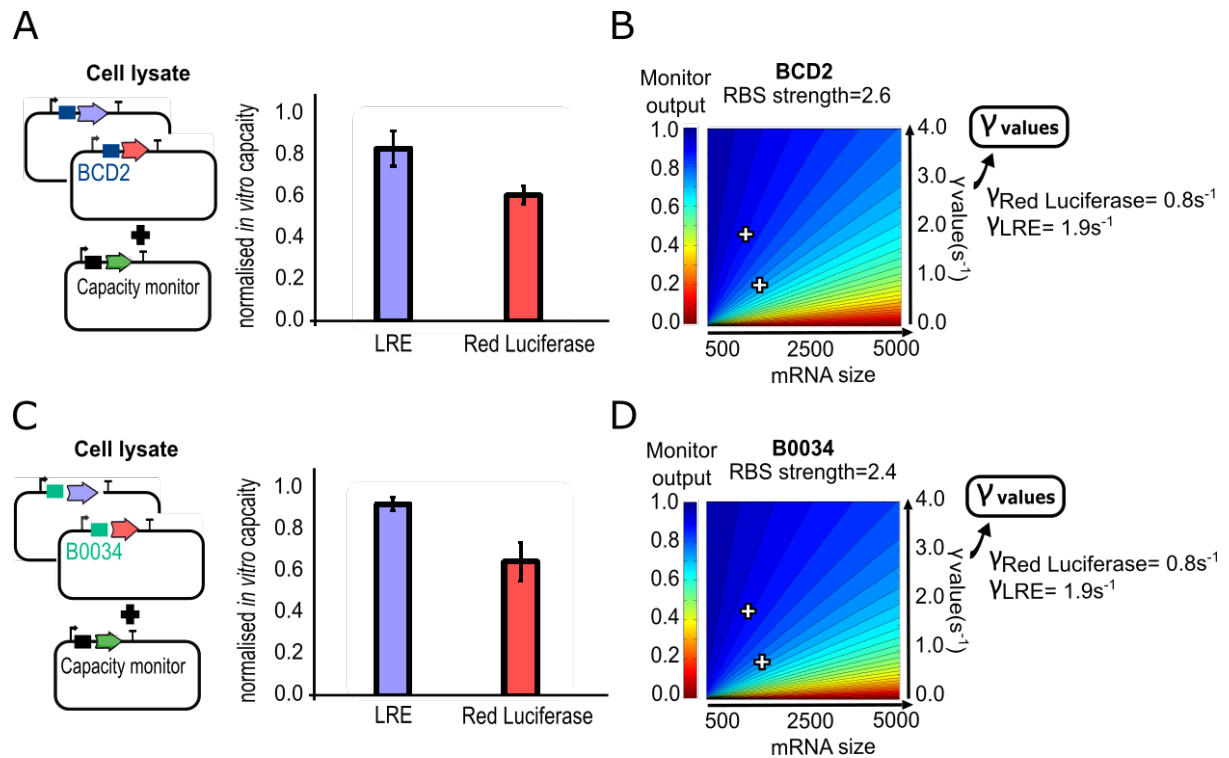 A
Cell lysate
BCD2
Capacity monitor
normalised in vitro capcaity
1.0
0.8
0.6
0.4
0.2
0.0
LRE
Red Luciferase
B
Monitor
output
BCD2
RBS strength=2.6
1.0
0.8
0.6
0.4
0.2
0.0
4.0
3.0
2.0
1.0
0.0
γ value(s⁻¹)
500
2500
5000
mRNA size
γ values
γRed Luciferase= 0.8s⁻¹
γLRE= 1.9s⁻¹
C
Cell lysate
B0034
Capacity monitor
normalised in vitro capcaity
1.0
0.8
0.6
0.4
0.2
0.0
LRE
Red Luciferase
D
Monitor
output
B0034
RBS strength=2.4
1.0
0.8
0.6
0.4
0.2
0.0
4.0
3.0
2.0
1.0
0.0
γvalue(s⁻¹)
500
2500
5000
mRNA size
γ values
γRed Luciferase= 0.8s⁻¹
γLRE= 1.9s⁻¹